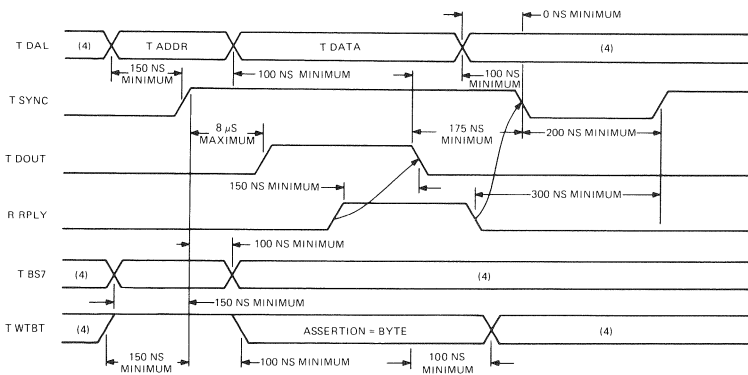 0 NS MINIMUM
T DAL (4) T ADDR T DATA (4)
150 NS MINIMUM
100 NS MINIMUM
100 NS MINIMUM
T SYNC
8 µS MAXIMUM
175 NS MINIMUM
200 NS MINIMUM
T DOUT
150 NS MINIMUM
300 NS MINIMUM
R RPLY
100 NS MINIMUM
T BS7 (4) (4)
150 NS MINIMUM
T WTBT (4) ASSERTION = BYTE (4)
150 NS MINIMUM
100 NS MINIMUM
100 NS MINIMUM